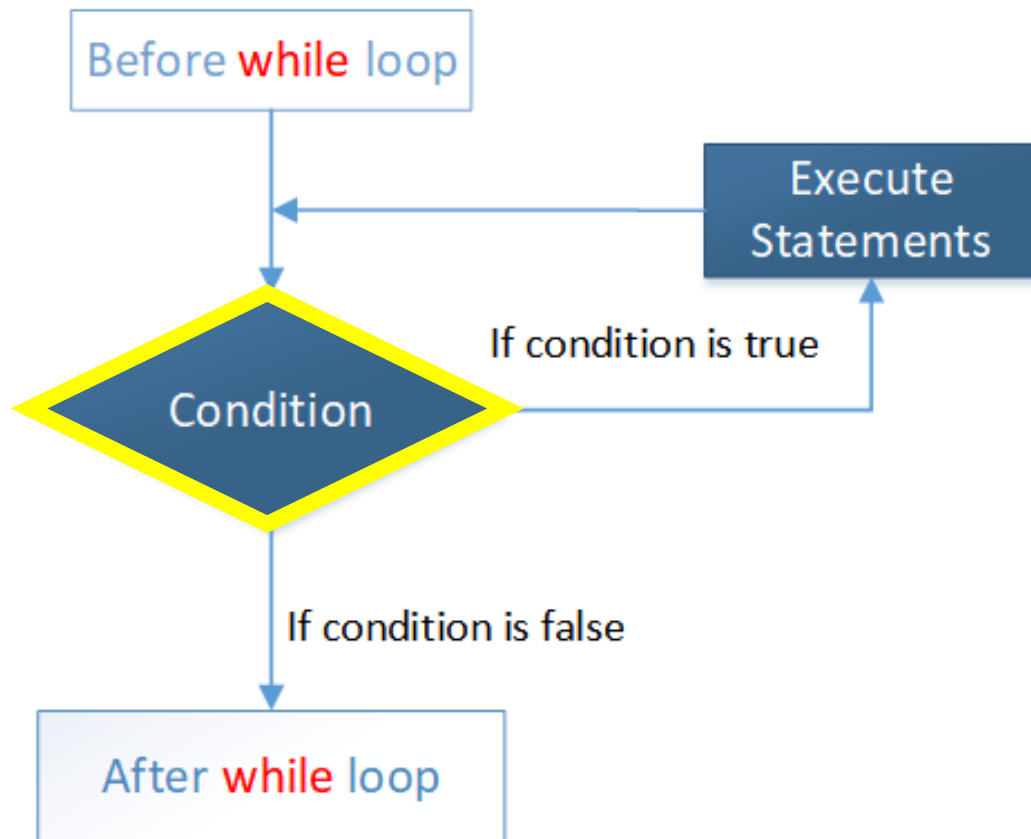 Before while loop
Execute
Statements
If condition is true
Condition
If condition is false
After while loop